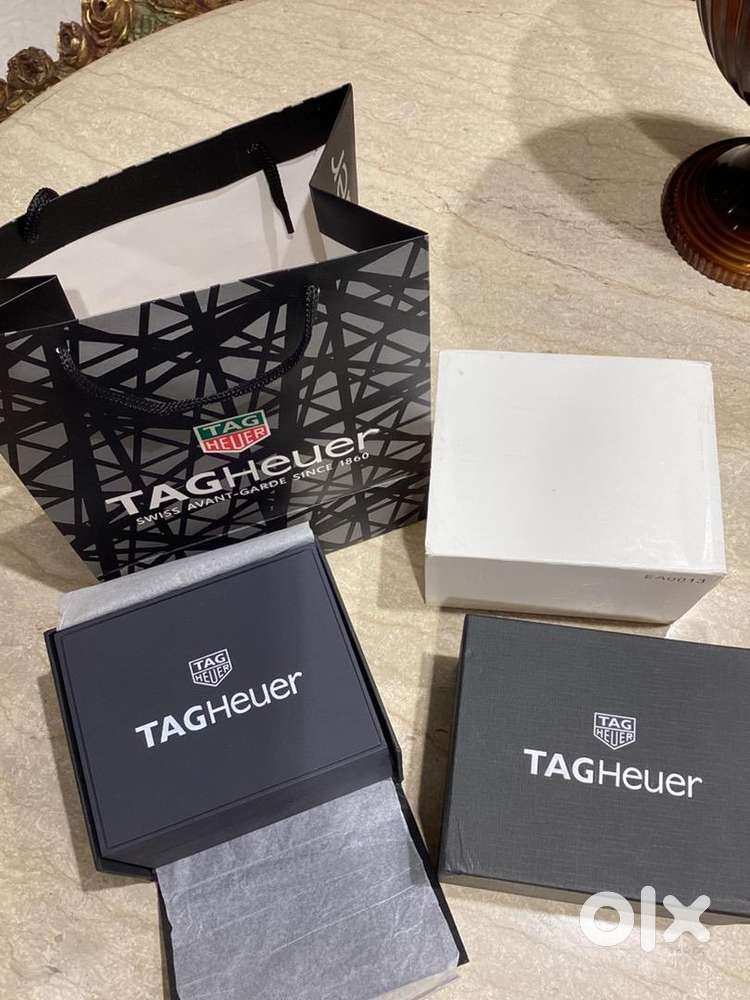 TAG
HEUER
TAGHeuer
SWISS AVANT-GARDE SINCE 1860
EA0013
TAG
HEUER
TAGHeuer
TAG
HEUER
TAGHeuer
olx